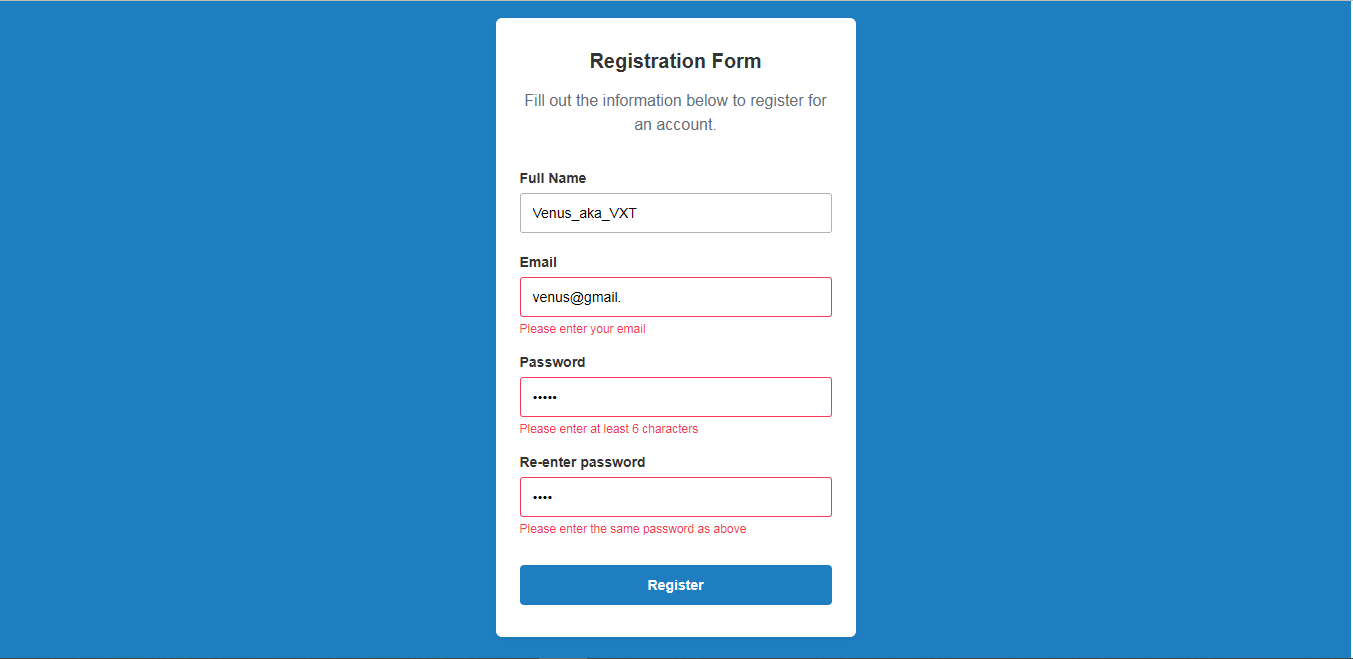 Registration Form
Fill out the information below to register for
an account.
Full Name
Venus_aka_VXT
Email
venus@gmail.
Please enter your email
Password
•••••
Please enter at least 6 characters
Re-enter password
••••
Please enter the same password as above
Register